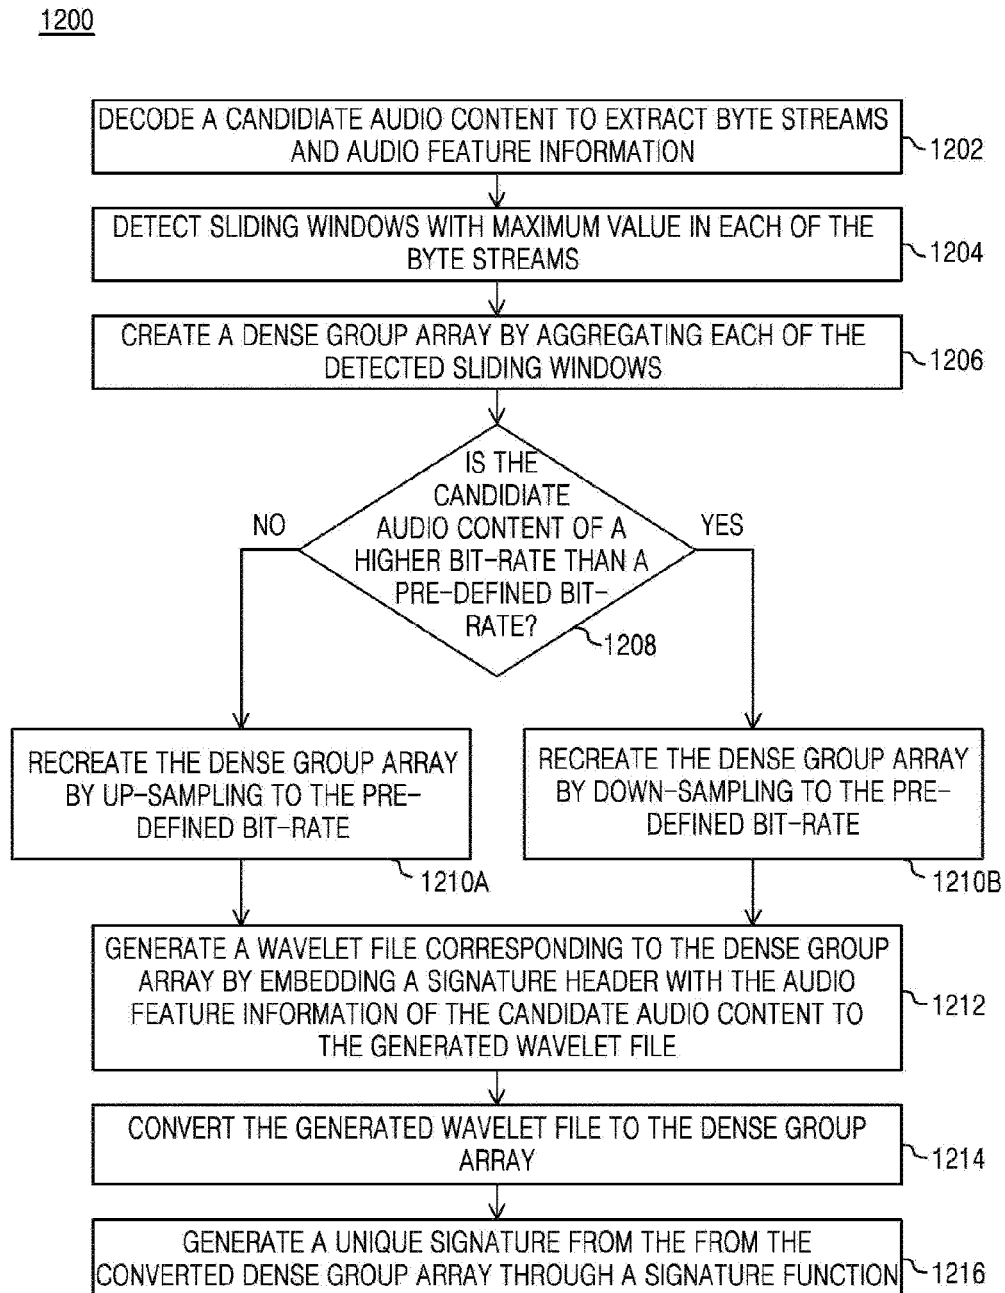 1200
DECODE A CANDIDIATE AUDIO CONTENT TO EXTRACT BYTE STREAMS
AND AUDIO FEATURE INFORMATION
1202
DETECT SLIDING WINDOWS WITH MAXIMUM VALUE IN EACH OF THE
BYTE STREAMS
1204
CREATE A DENSE GROUP ARRAY BY AGGREGATING EACH OF THE
DETECTED SLIDING WINDOWS
1206
IS THE
CANDIDIATE
AUDIO CONTENT OF A
HIGHER BIT-RATE THAN A
PRE-DEFINED BIT-
RATE?
1208
NO
YES
RECREATE THE DENSE GROUP ARRAY
BY UP-SAMPLING TO THE PRE-
DEFINED BIT-RATE
1210A
RECREATE THE DENSE GROUP ARRAY
BY DOWN-SAMPLING TO THE PRE-
DEFINED BIT-RATE
1210B
GENERATE A WAVELET FILE CORRESPONDING TO THE DENSE GROUP
ARRAY BY EMBEDDING A SIGNATURE HEADER WITH THE AUDIO
FEATURE INFORMATION OF THE CANDIDATE AUDIO CONTENT TO
THE GENERATED WAVELET FILE
1212
CONVERT THE GENERATED WAVELET FILE TO THE DENSE GROUP
ARRAY
1214
GENERATE A UNIQUE SIGNATURE FROM THE FROM THE
CONVERTED DENSE GROUP ARRAY THROUGH A SIGNATURE FUNCTION
1216